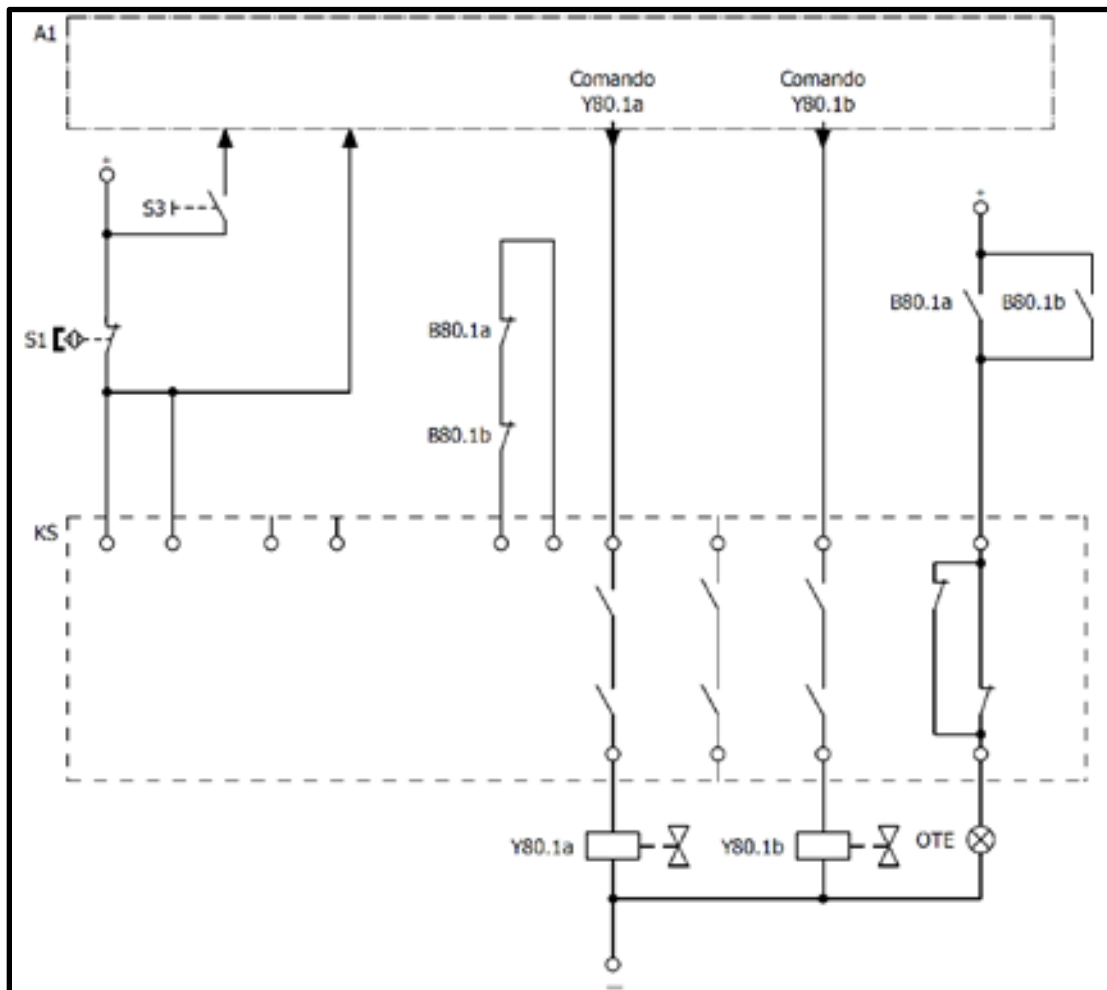 A1
Comando
Y80.1a
Comando
Y80.1b
+
S3
+
B80.1a
B80.1b
S1
B80.1a
B80.1b
KS
Y80.1a
Y80.1b
OTE
—